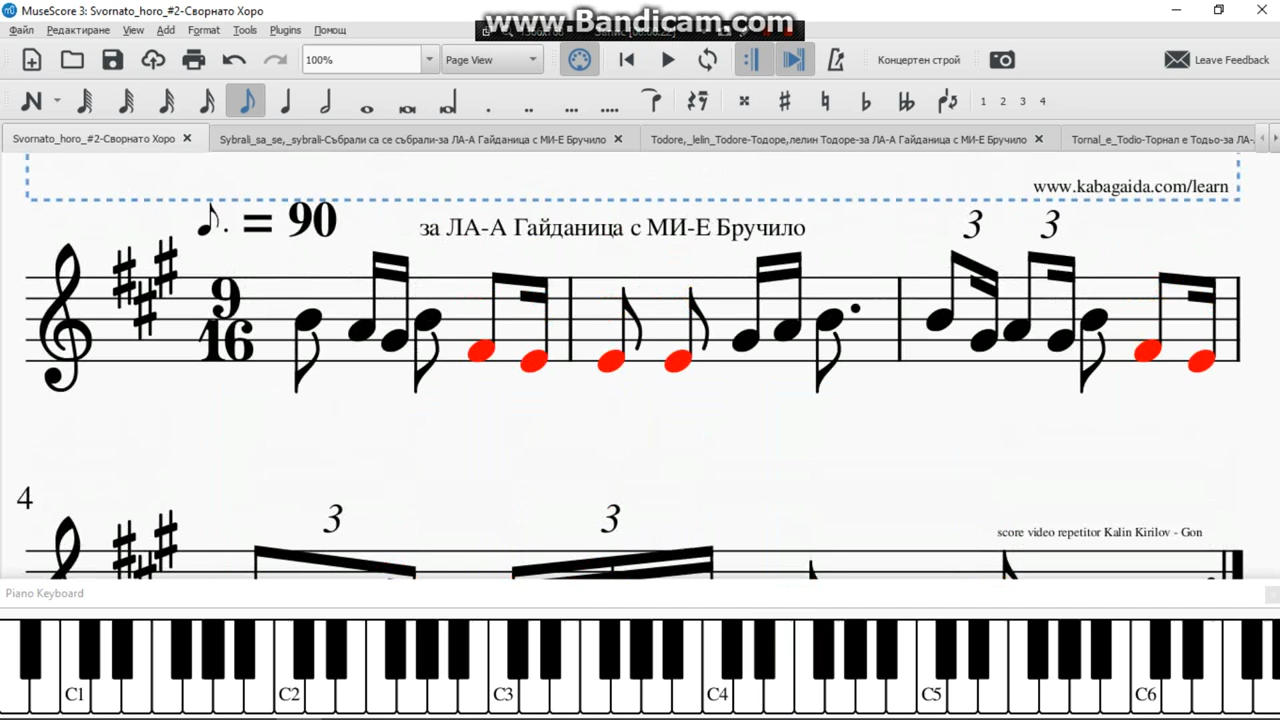 MuseScore 3: Svornato_horo_#2-Сворнато Хоро
www.Bandicam.com
Файл Редактиране View Add Format Tools Plugins Помощ
100% Page View Концертен строй Leave Feedback
1 2 3 4
Svornato_horo_#2-Сворнато Хоро Sybrali_sa_se,_sybrali-Събрали са се събрали-за ЛА-А Гайданица с МИ-Е Бручило Todore,_lelin_Todore-Тодоре,лелин Тодоре-за ЛА-А Гайданица с МИ-Е Бручило Tornal_e_Todio-Торнал е Тодьо-за ЛА-
www.kabagaida.com/learn
= 90 за ЛА-А Гайданица с МИ-Е Бручило 3 3
9
16
4
3 3
score video repetitor Kalin Kirilov - Gon
Piano Keyboard
C1 C2 C3 C4 C5 C6